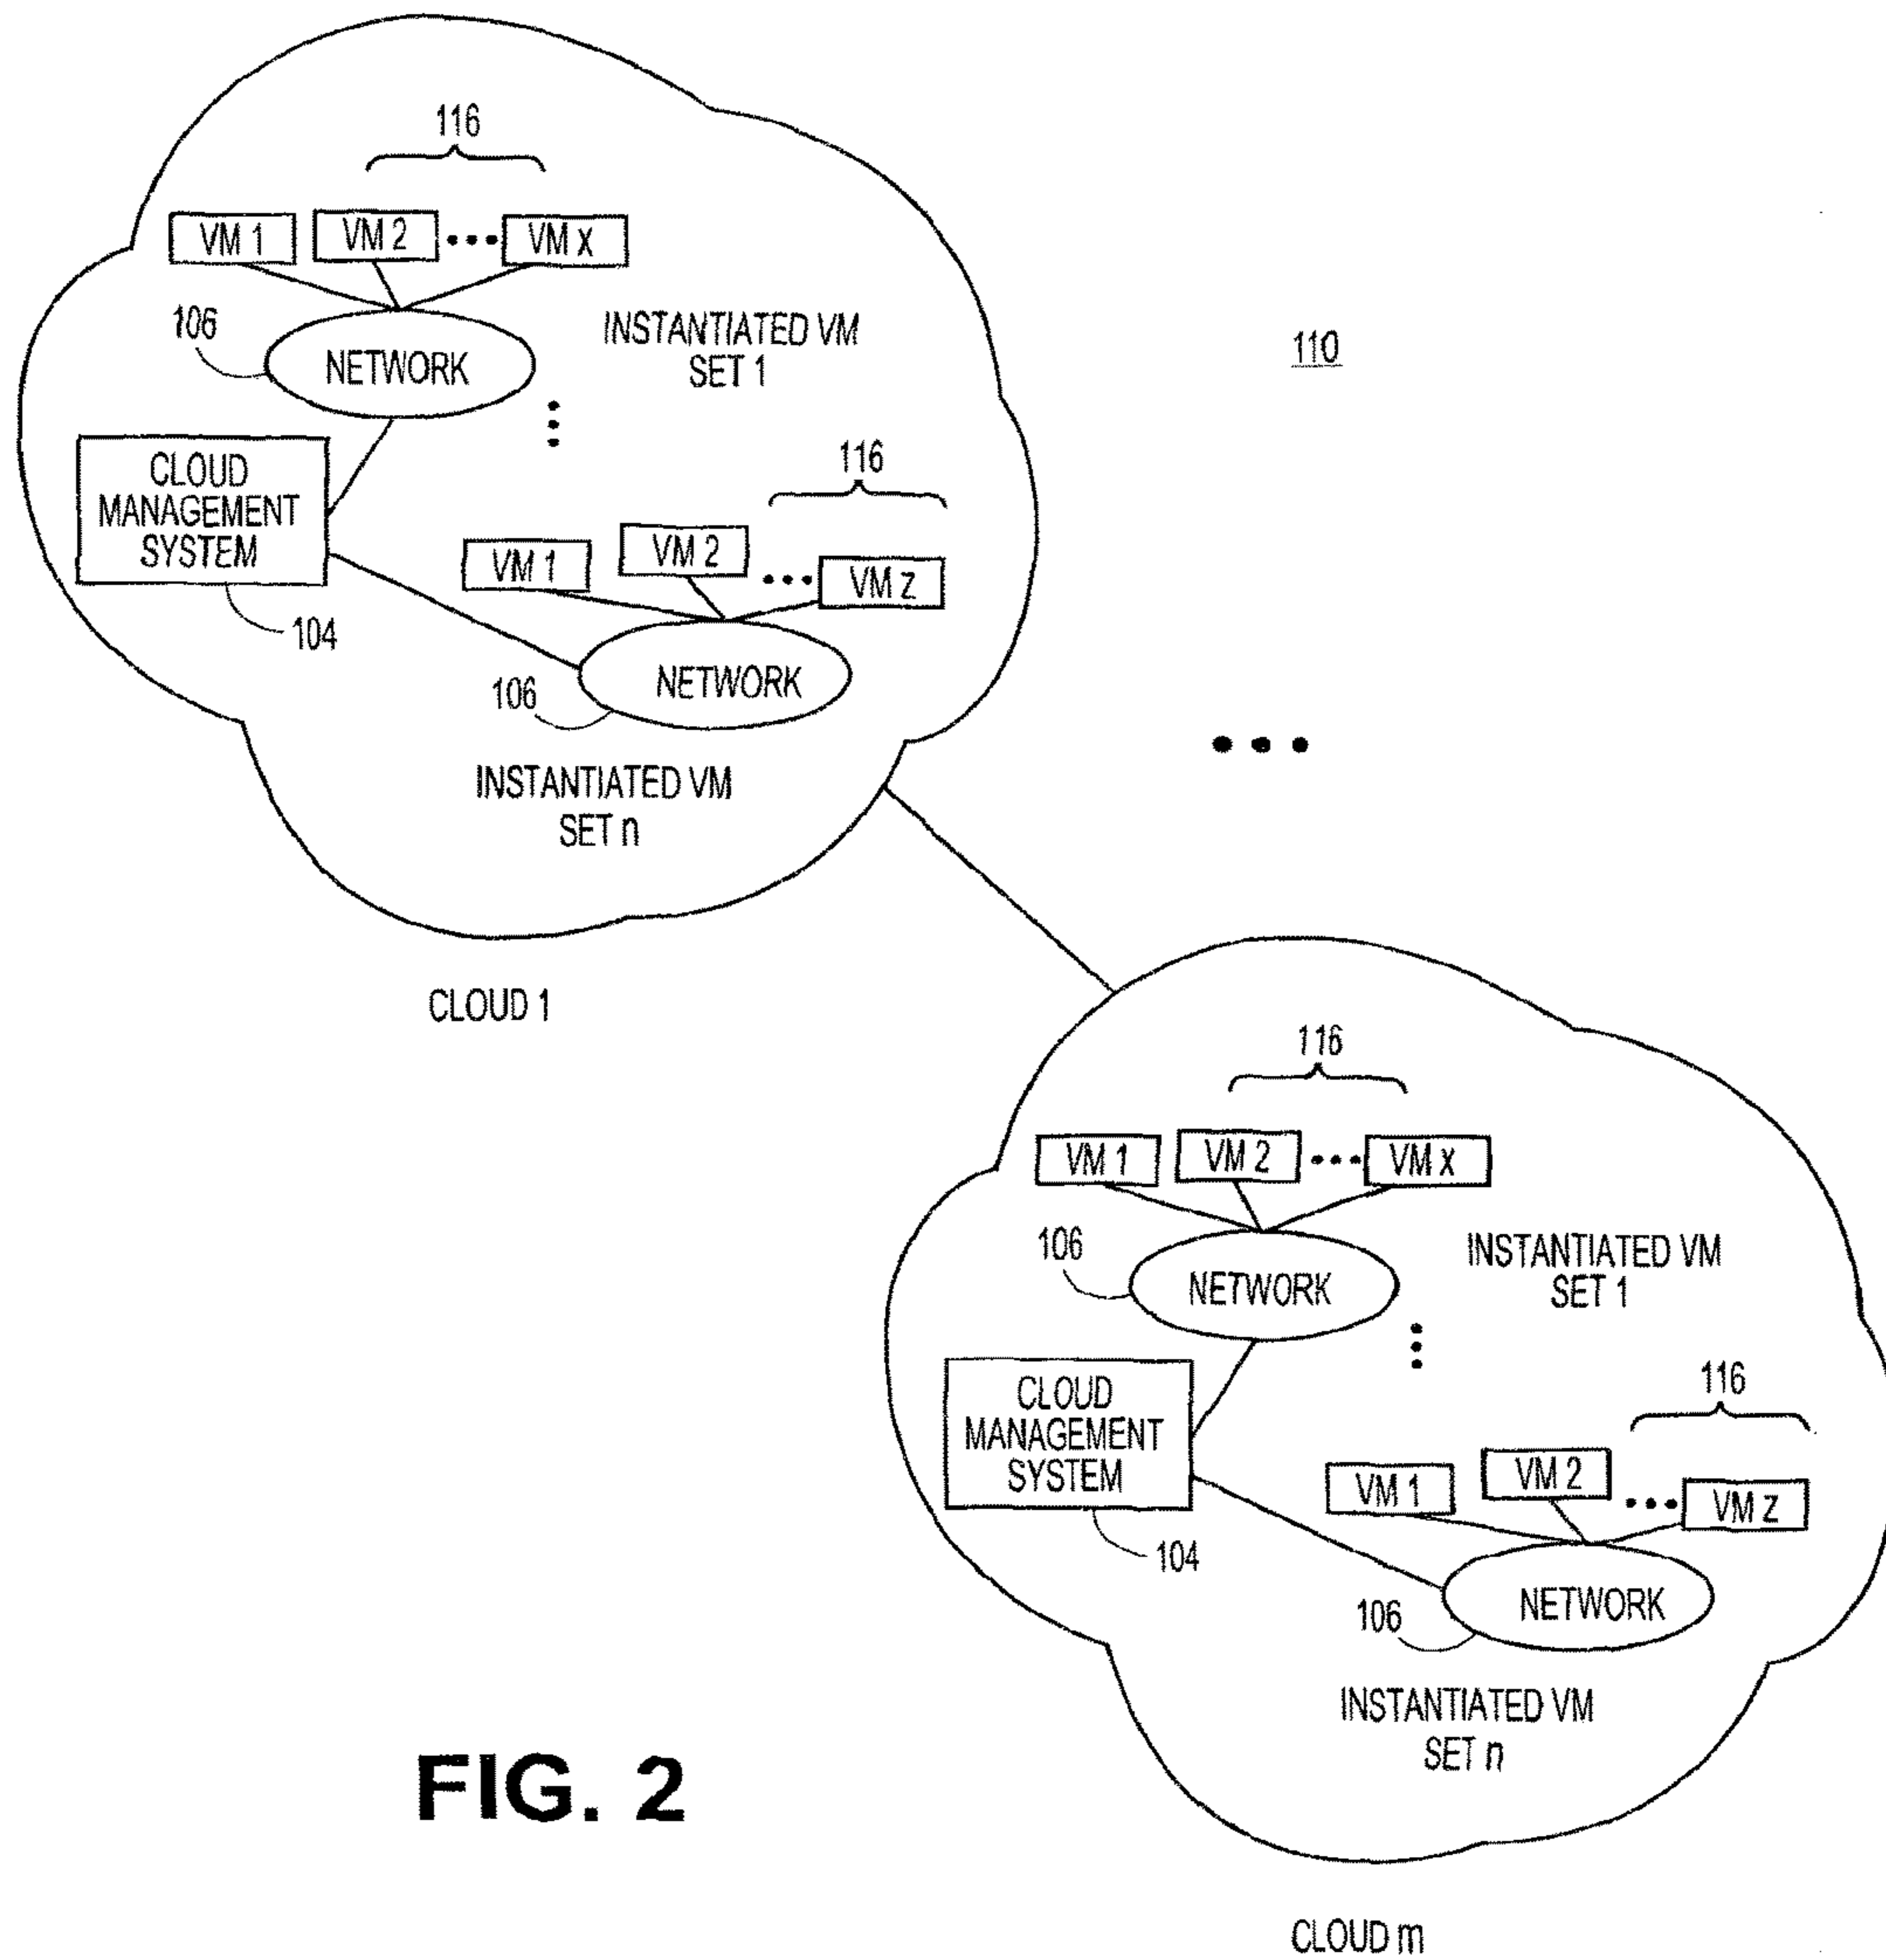 116
VM 1
VM 2
VM x
106
NETWORK
INSTANTIATED VM
SET 1
110
CLOUD
MANAGEMENT
SYSTEM
104
116
VM 1
VM 2
VM z
106
NETWORK
INSTANTIATED VM
SET n
CLOUD 1
116
VM 1
VM 2
VM x
106
NETWORK
INSTANTIATED VM
SET 1
CLOUD
MANAGEMENT
SYSTEM
104
116
VM 1
VM 2
VM z
106
NETWORK
INSTANTIATED VM
SET n
FIG. 2
CLOUD m